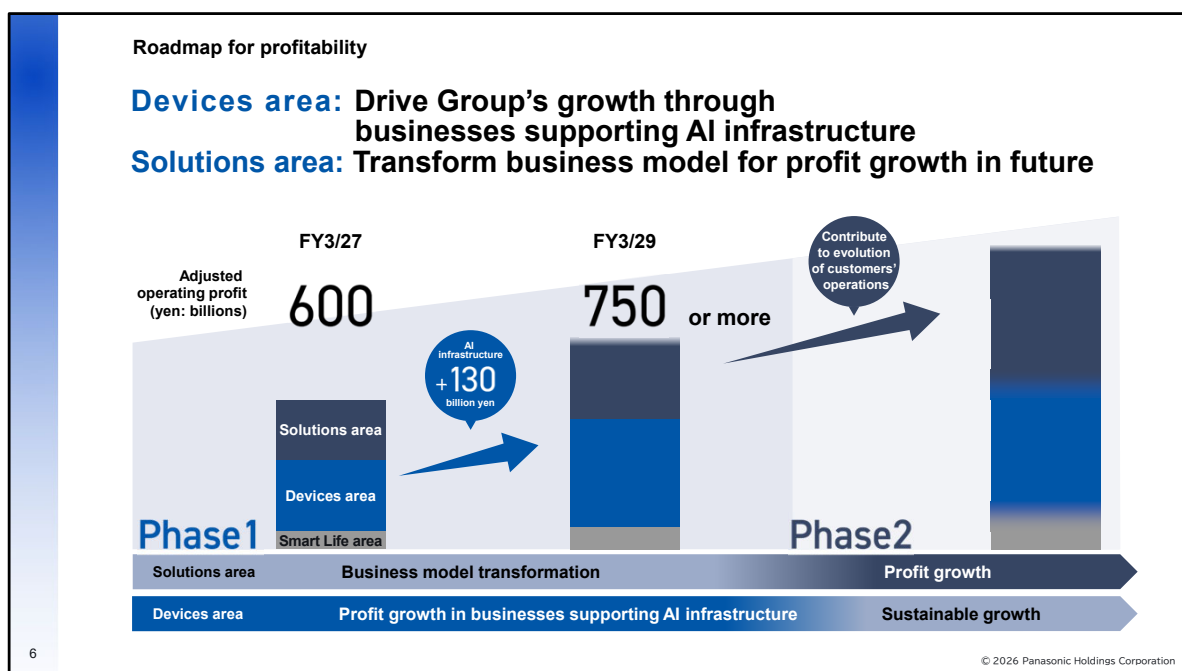 Roadmap for profitability
Devices area: Drive Group's growth through
businesses supporting AI infrastructure
Solutions area: Transform business model for profit growth in future
FY3/27
FY3/29
Adjusted
operating profit
(yen: billions)
600
750 or more
Contribute
to evolution
of customers'
operations
AI
infrastructure
+130
billion yen
Solutions area
Devices area
Smart Life area
Phase1
Phase2
Solutions area
Business model transformation
Profit growth
Devices area
Profit growth in businesses supporting AI infrastructure
Sustainable growth
6
© 2026 Panasonic Holdings Corporation